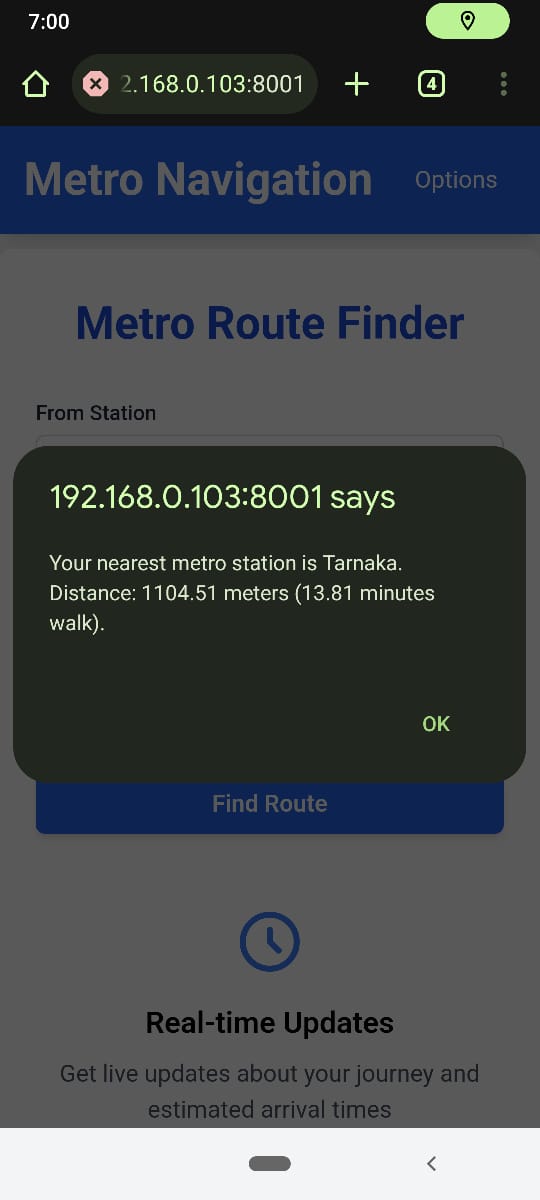 7:00
2.168.0.103:8001
4
Metro Navigation
Options
Metro Route Finder
From Station
192.168.0.103:8001 says
Your nearest metro station is Tarnaka.
Distance: 1104.51 meters (13.81 minutes
walk).
OK
Find Route
Real-time Updates
Get live updates about your journey and
estimated arrival times